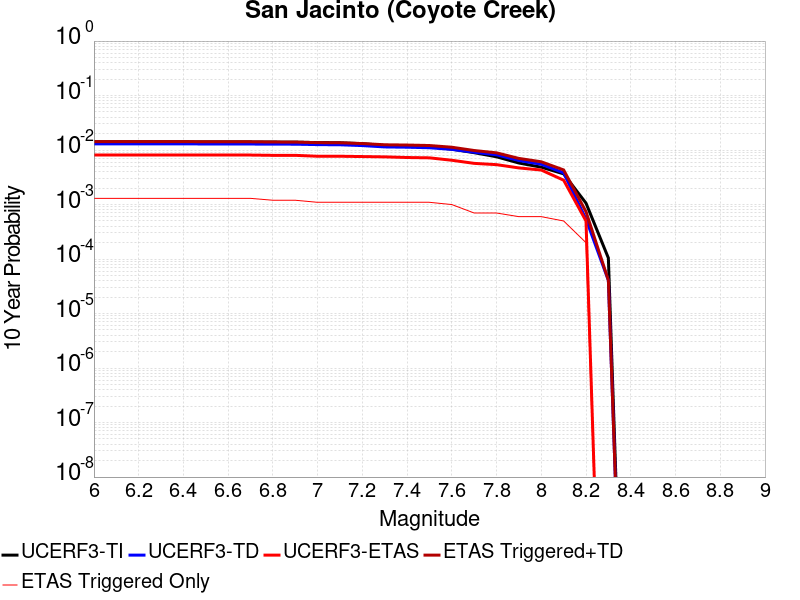 San Jacinto (Coyote Creek)
10 0
10 -1
10 -2
10 -3
10 -4
10 -5
10 -6
10 -7
10 -8
10 Year Probability
6 6.2 6.4 6.6 6.8 7 7.2 7.4 7.6 7.8 8 8.2 8.4 8.6 8.8 9
Magnitude
UCERF3-TI UCERF3-TD UCERF3-ETAS ETAS Triggered+TD
ETAS Triggered Only